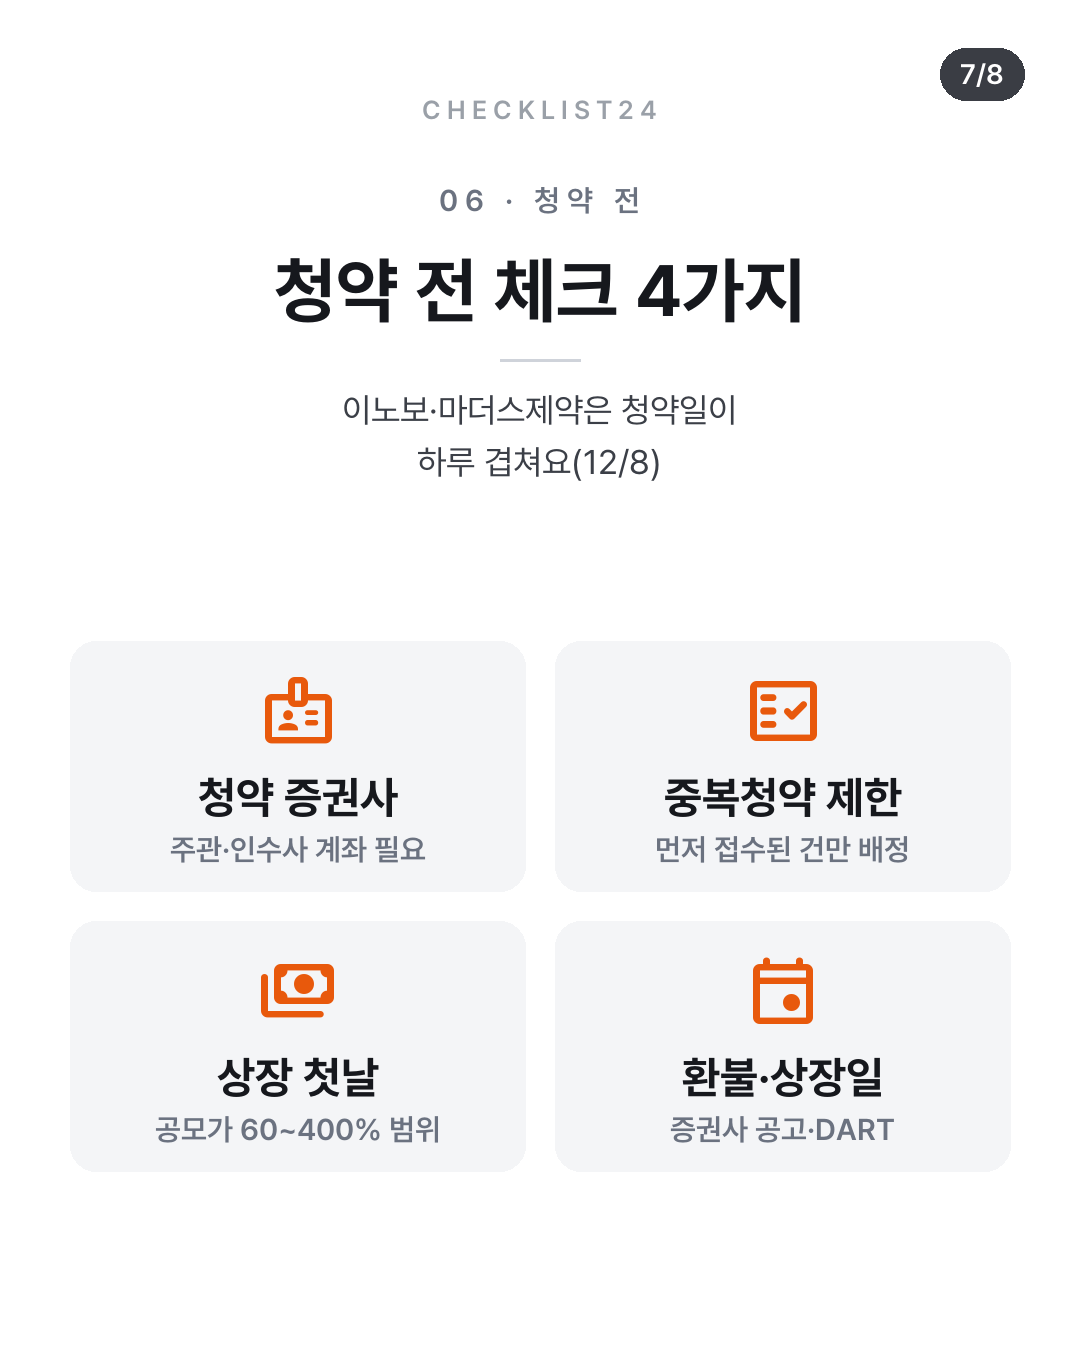 7/8
CHECKLIST24
06 · 청약 전
청약 전 체크 4가지
이노보·마더스제약은 청약일이
하루 겹쳐요(12/8)
청약 증권사
주관·인수사 계좌 필요
중복청약 제한
먼저 접수된 건만 배정
상장 첫날
공모가 60~400% 범위
환불·상장일
증권사 공고·DART